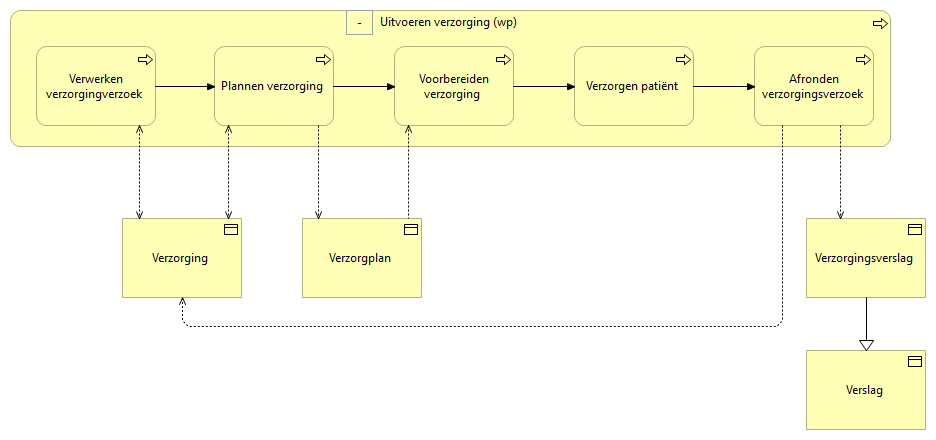 - Uitvoeren verzorging (wp)
Verwerken
verzorgingverzoek
Plannen verzorging
Voorbereiden
verzorging
Verzorgen patiënt
Afronden
verzorgingsverzoek
Verzorging
Verzorgplan
Verzorgingsverslag
Verslag